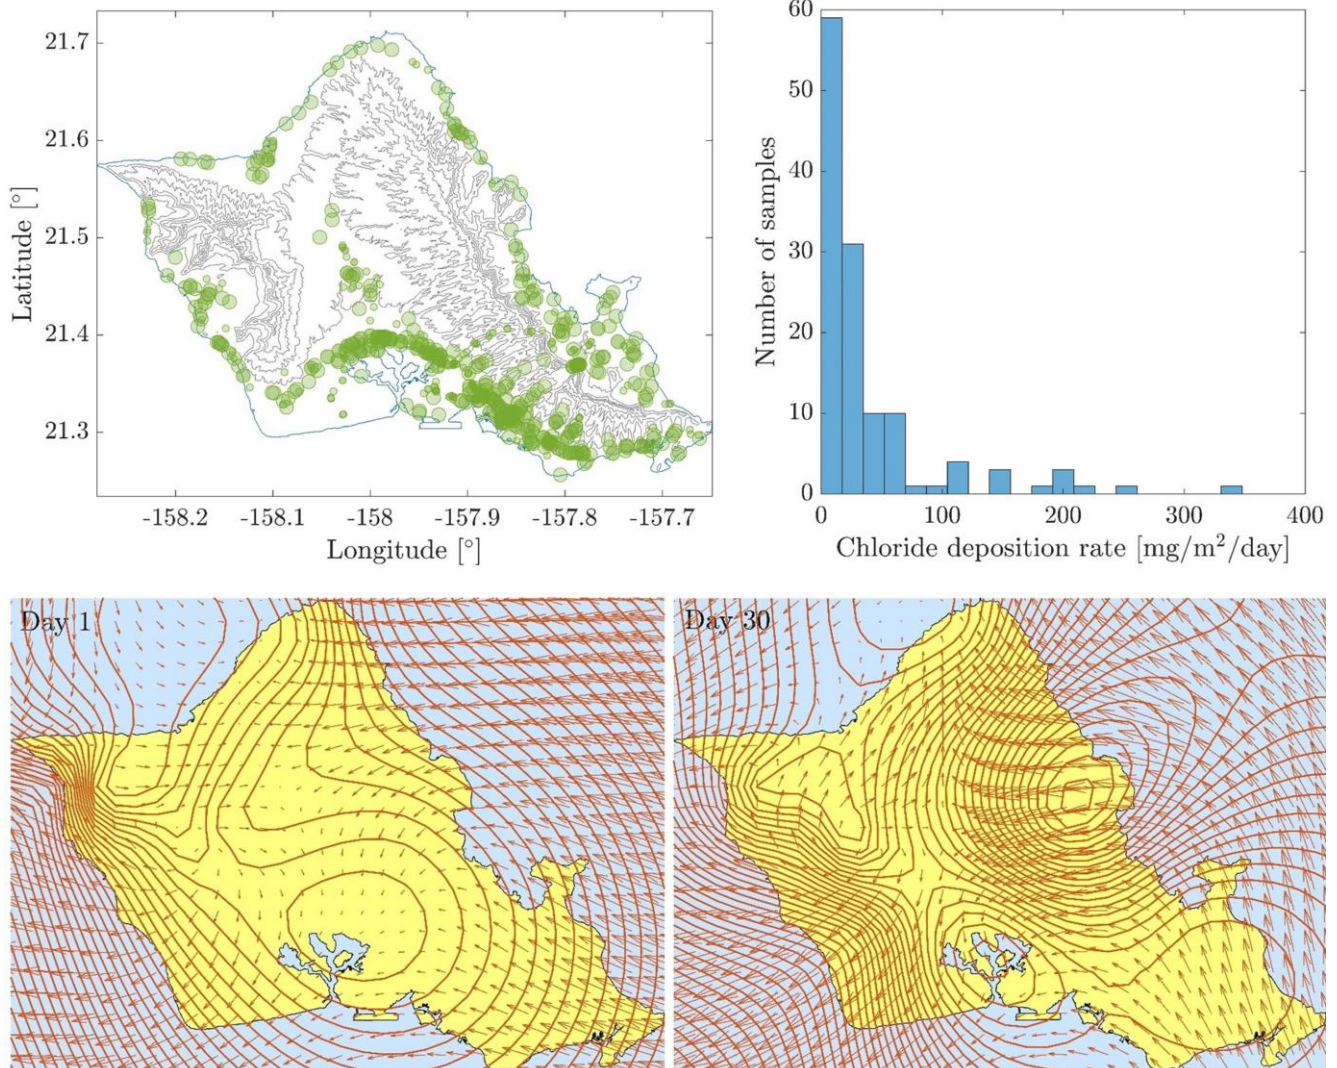 21.7
21.6
21.5
21.4
21.3
Latitude [°]
-158.2 -158.1 -158 -157.9 -157.8 -157.7
Longitude [°]
60
50
40
30
20
10
0
Number of samples
0 100 200 300 400
Chloride deposition rate [mg/m²/day]
Day 1
Day 30